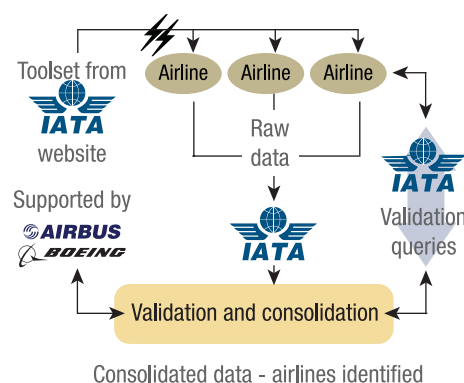 Toolset from
IATA
website
Airline
Airline
Airline
Raw
data
IATA
IATA
Validation
queries
Supported by
AIRBUS
BOEING
Validation and consolidation
Consolidated data - airlines identified